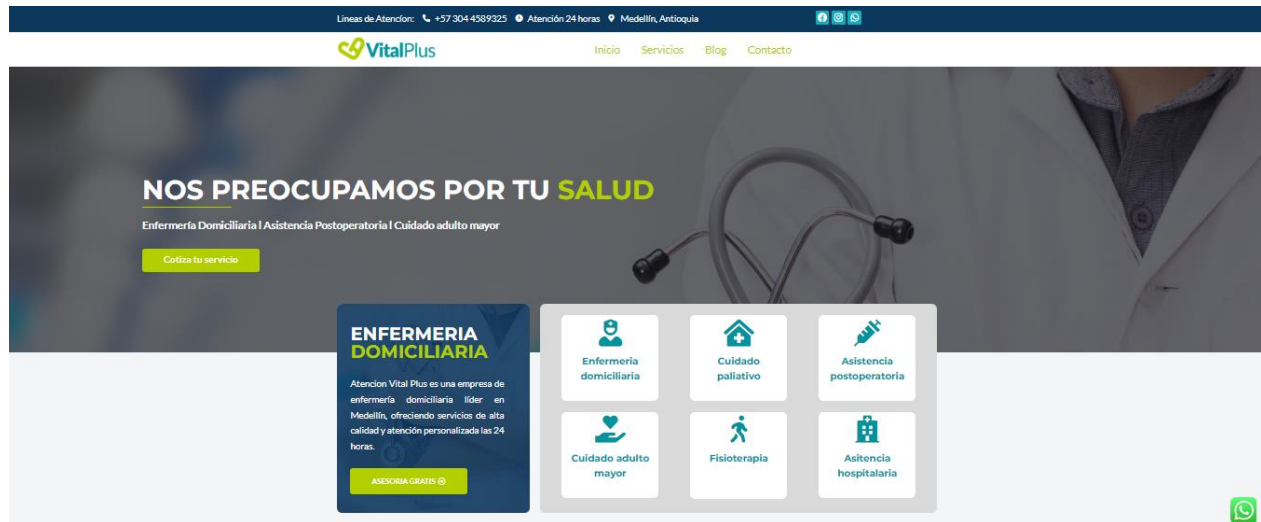 Lineas de Atencíon: +57 304 4589325 Atención 24 horas Medellín, Antioquia
VitalPlus
Inicio Servicios Blog Contacto
NOS PREOCUPAMOS POR TU SALUD
Enfermería Domiciliaria I Asistencia Postoperatoria I Cuidado adulto mayor
Cotiza tu servicio
ENFERMERIA
DOMICILIARIA
Atencion Vital Plus es una empresa de
enfermería domiciliaria líder en
Medellín, ofreciendo servicios de alta
calidad y atención personalizada las 24
horas.
ASESORIA GRATIS
Enfermeria
domiciliaria
Cuidado
paliativo
Asistencia
postoperatoria
Cuidado adulto
mayor
Fisioterapia
Asitencia
hospitalaria